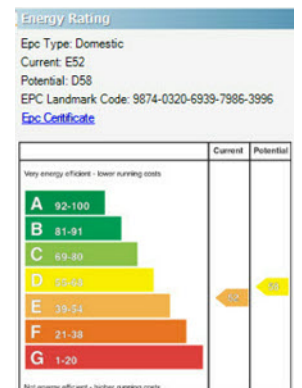 Energy Rating
Epc Type: Domestic
Current: E52
Potential: D58
EPC Landmark Code: 9874-0320-6939-7986-3996
Epc Certificate
Current Potential
Very energy efficient - lower running costs
A 92-100
B 81-91
C 69-80
D
E 39-54
F 21-38
G 1-20
Not energy efficient - higher running costs